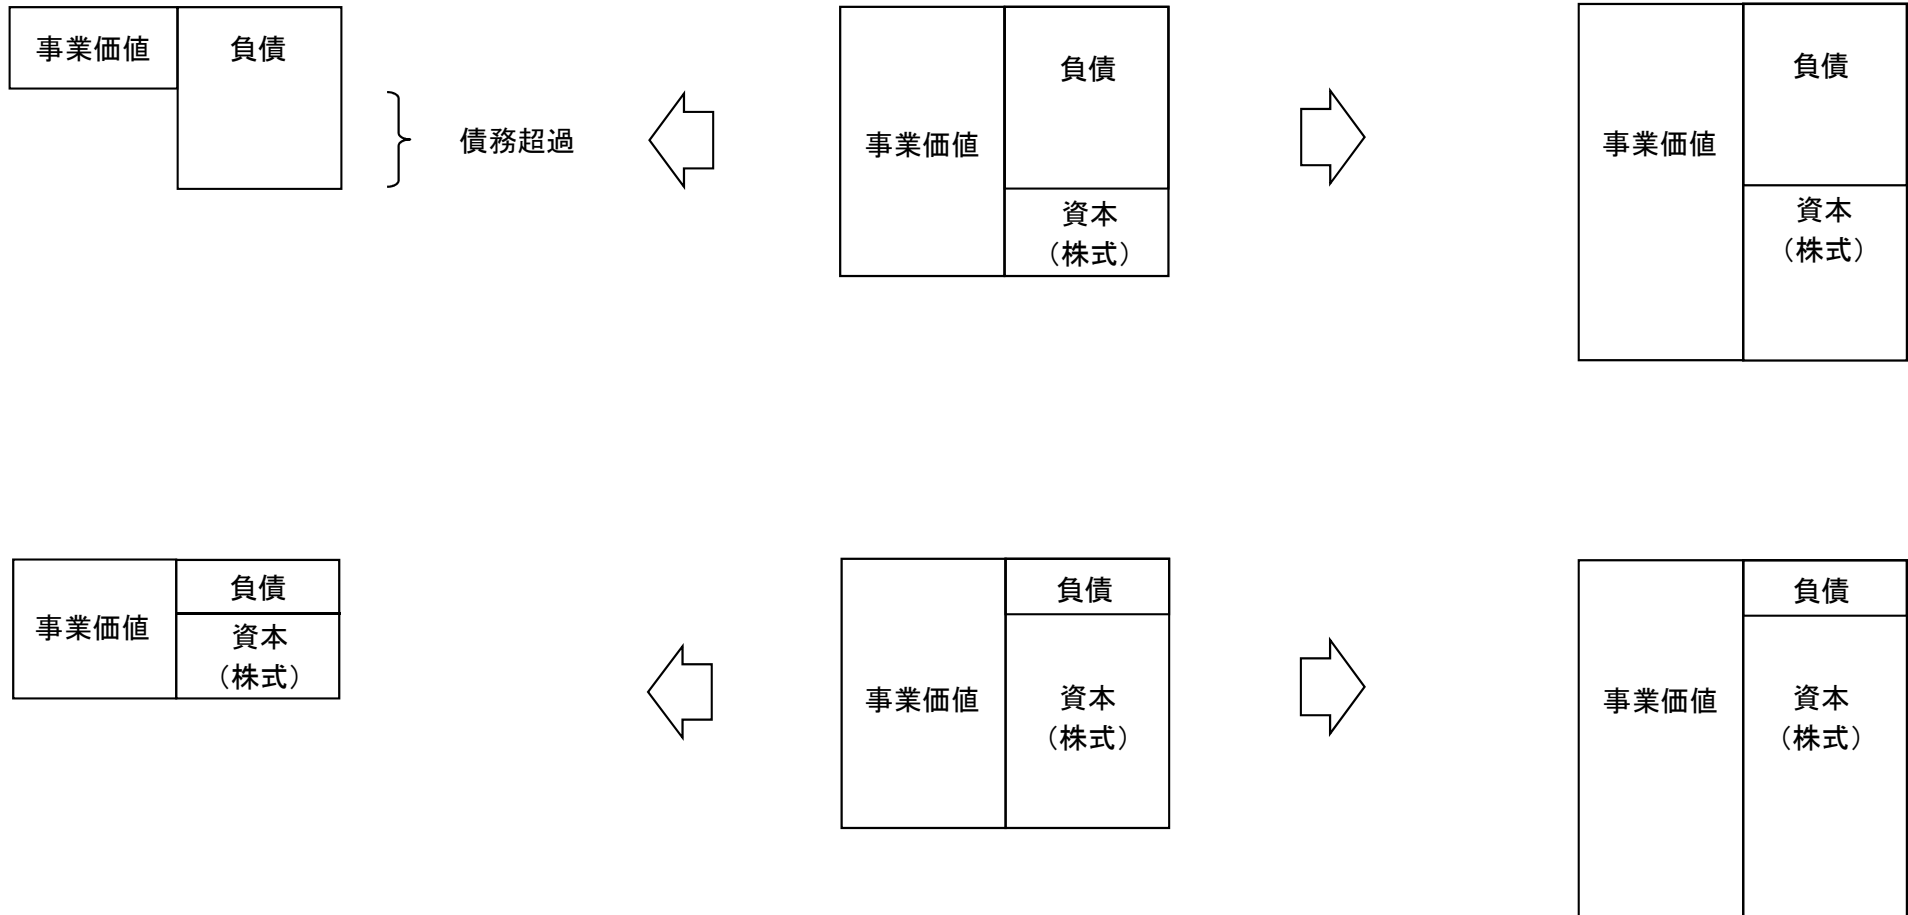 事業価値
負債
債務超過
事業価値
負債
資本
（株式）
事業価値
負債
資本
（株式）
事業価値
負債
資本
（株式）
事業価値
負債
資本
（株式）
事業価値
負債
資本
（株式）